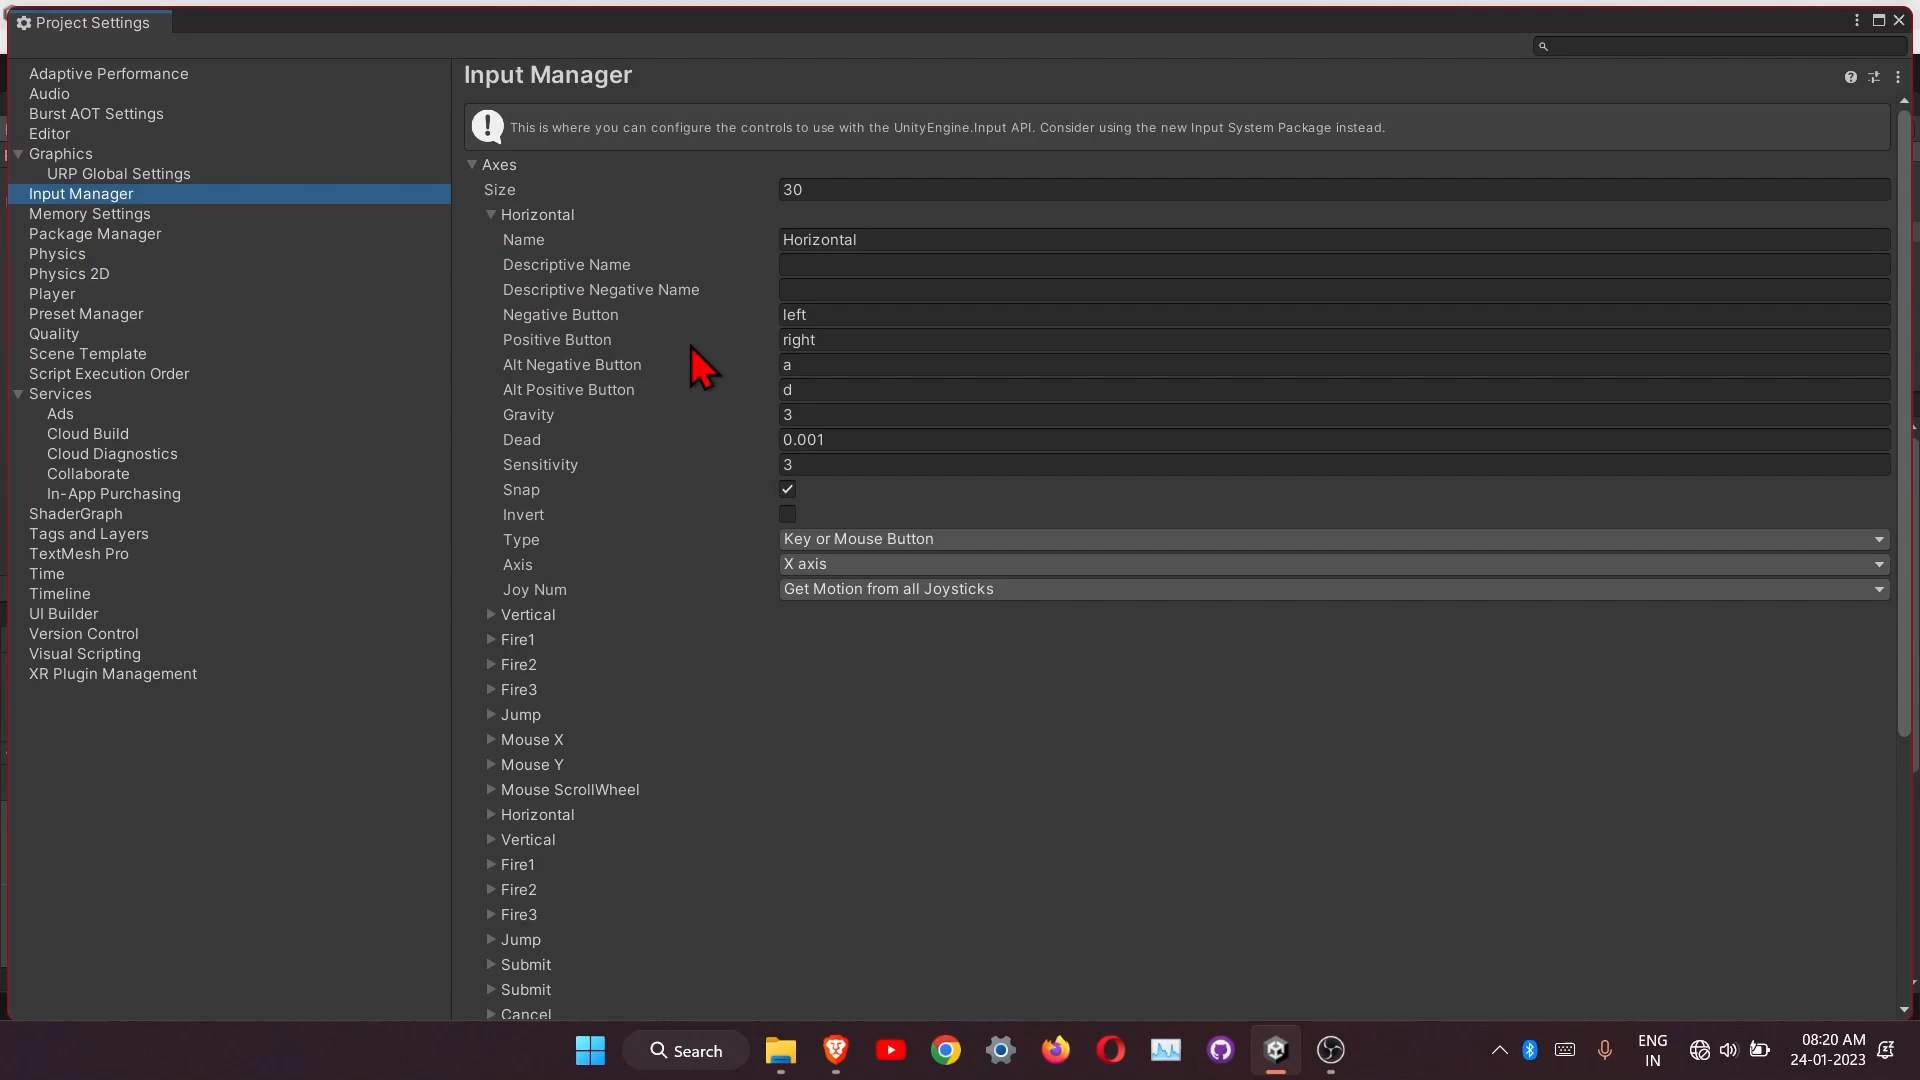 Project Settings
Adaptive Performance
Audio
Burst AOT Settings
Editor
Graphics
URP Global Settings
Input Manager
Memory Settings
Package Manager
Physics
Physics 2D
Player
Preset Manager
Quality
Scene Template
Script Execution Order
Services
Ads
Cloud Build
Cloud Diagnostics
Collaborate
In-App Purchasing
ShaderGraph
Tags and Layers
TextMesh Pro
Time
Timeline
UI Builder
Version Control
Visual Scripting
XR Plugin Management
Input Manager
This is where you can configure the controls to use with the UnityEngine.Input API. Consider using the new Input System Package instead.
Axes
Size 30
Horizontal
Name Horizontal
Descriptive Name
Descriptive Negative Name
Negative Button left
Positive Button right
Alt Negative Button a
Alt Positive Button d
Gravity 3
Dead 0.001
Sensitivity 3
Snap
Invert
Type Key or Mouse Button
Axis X axis
Joy Num Get Motion from all Joysticks
Vertical
Fire1
Fire2
Fire3
Jump
Mouse X
Mouse Y
Mouse ScrollWheel
Horizontal
Vertical
Fire1
Fire2
Fire3
Jump
Submit
Submit
Cancel
Search
ENG
IN
08:20 AM
24-01-2023